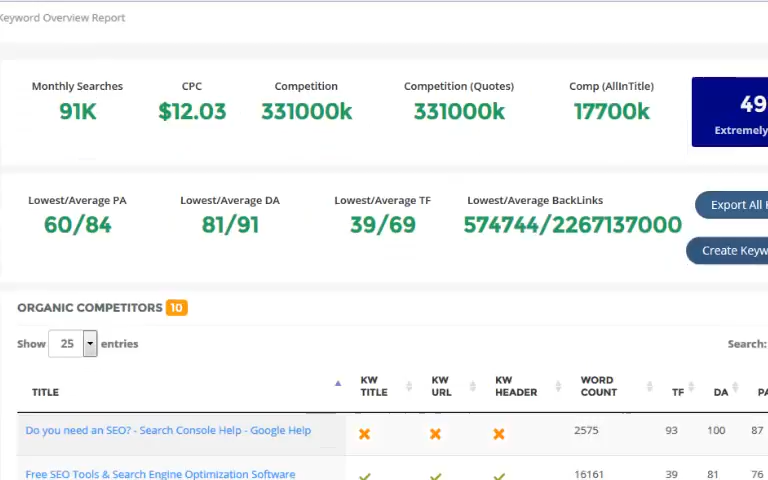 Keyword Overview Report
Monthly Searches CPC Competition Competition (Quotes) Comp (AllInTitle)
91K $12.03 331000k 331000k 17700k
49
Extremely
Lowest/Average PA Lowest/Average DA Lowest/Average TF Lowest/Average BackLinks
60/84 81/91 39/69 574744/2267137000
Export All
Create Keyw
ORGANIC COMPETITORS 10
Show 25 entries Search:
TITLE KW TITLE KW URL KW HEADER WORD COUNT TF DA PA
Do you need an SEO? - Search Console Help - Google Help 2575 93 100 87
Free SEO Tools & Search Engine Optimization Software 16161 39 81 76